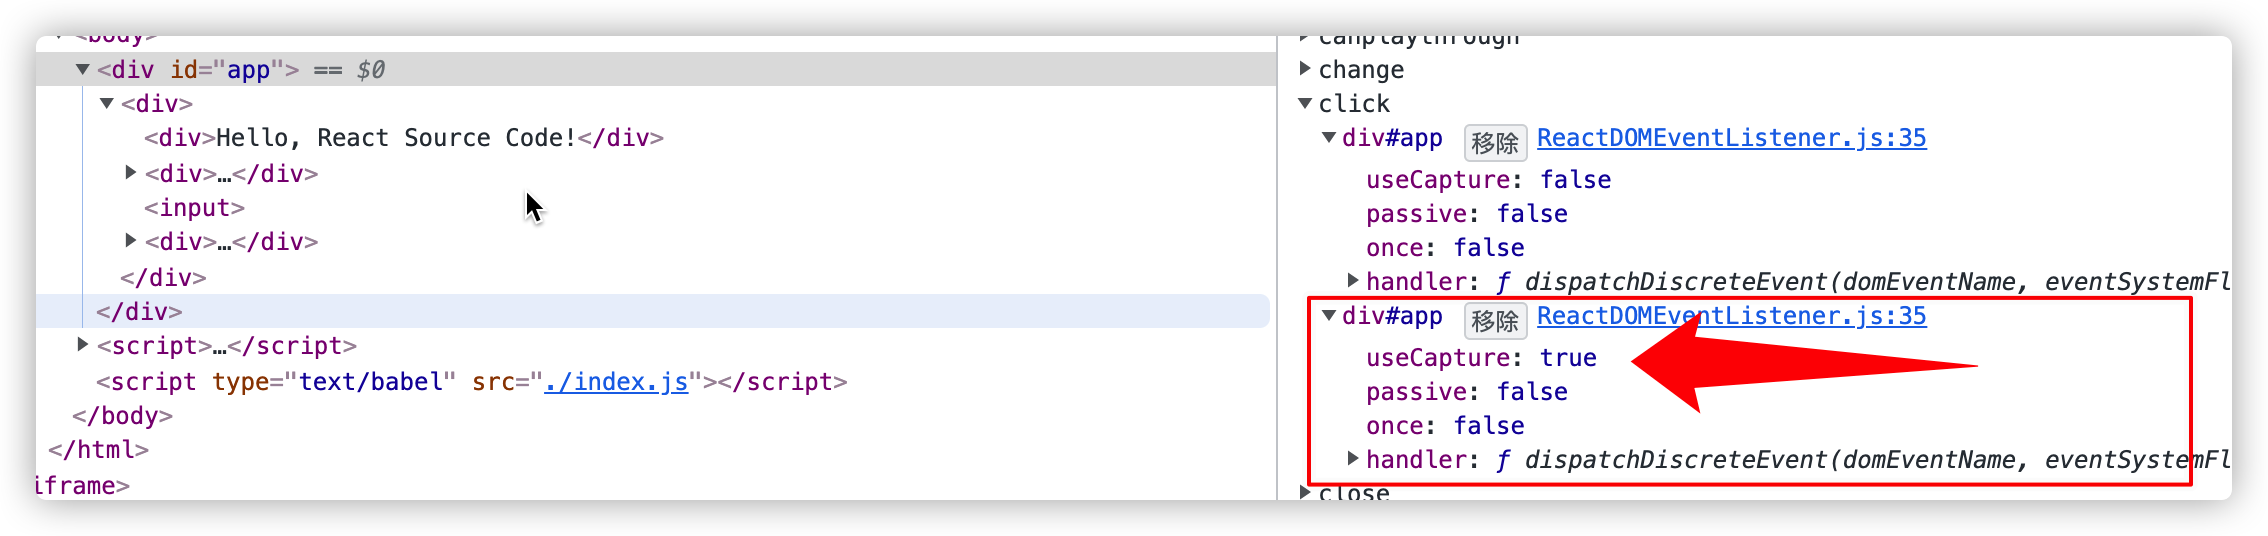 <body>
<div id="app"> == $0
<div>
<div>Hello, React Source Code!</div>
<div>…</div>
<input>
<div>…</div>
</div>
</div>
<script>…</script>
<script type="text/babel" src="./index.js"></script>
</body>
</html>
iframe>
canplaythrough
change
click
div#app 移除 ReactDOMEventListener.js:35
useCapture: false
passive: false
once: false
handler: ƒ dispatchDiscreteEvent(domEventName, eventSystemFl
div#app 移除 ReactDOMEventListener.js:35
useCapture: true
passive: false
once: false
handler: ƒ dispatchDiscreteEvent(domEventName, eventSystemFl
close